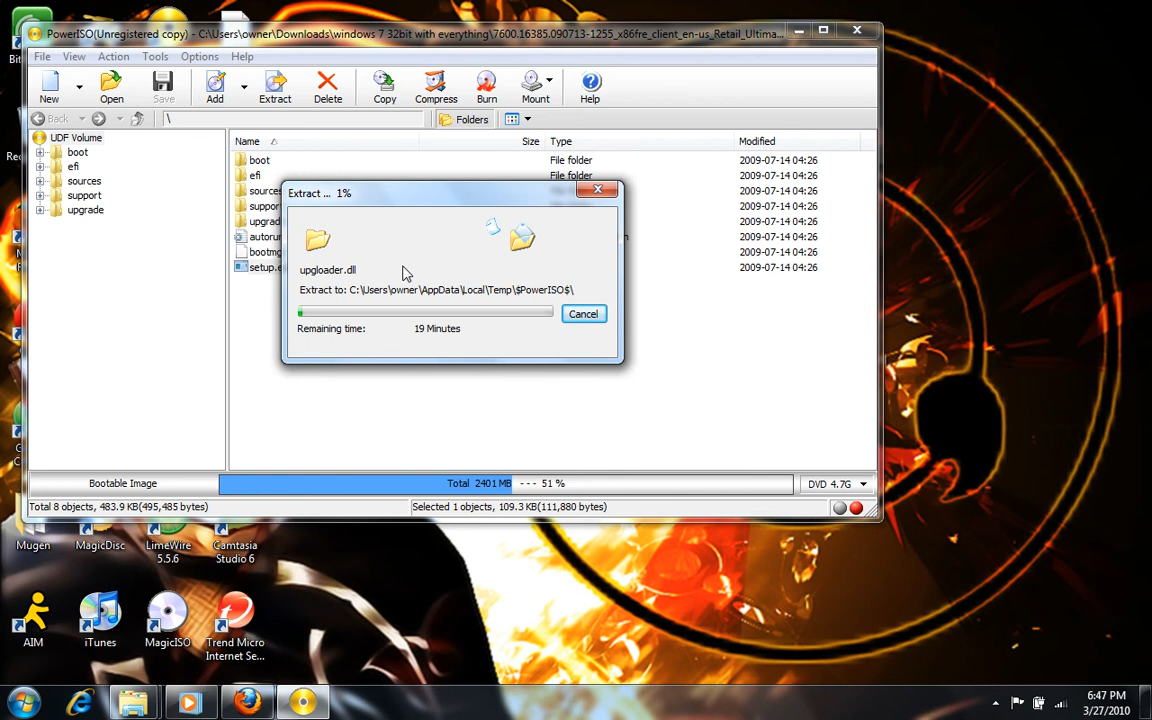 PowerISO(Unregistered copy) - C:\Users\owner\Downloads\windows 7 32bit with everything\7600.16385.090713-1255_x86fre_client_en-us_Retail_Ultima...
File View Action Tools Options Help
New Open Save Add Extract Delete Copy Compress Burn Mount Help
Back \ Folders
UDF Volume
boot
efi
sources
support
upgrade
Name Size Type Modified
boot File folder 2009-07-14 04:26
efi File folder 2009-07-14 04:26
sources 2009-07-14 04:26
suppor 2009-07-14 04:26
upgrad 2009-07-14 04:26
autorun 2009-07-14 04:26
bootmg 2009-07-14 04:26
setup.e 2009-07-14 04:26
Extract ... 1%
upgloader.dll
Extract to: C:\Users\owner\AppData\Local\Temp\$PowerISO$\
Cancel
Remaining time: 19 Minutes
Bootable Image Total 2401MB --- 51 % DVD 4.7G
Total 8 objects, 483.9 KB(495,485 bytes) Selected 1 objects, 109.3 KB(111,880 bytes)
Mugen MagicDisc LimeWire 5.5.6 Camtasia Studio 6
AIM iTunes MagicISO Trend Micro Internet Se...
6:47 PM
3/27/2010